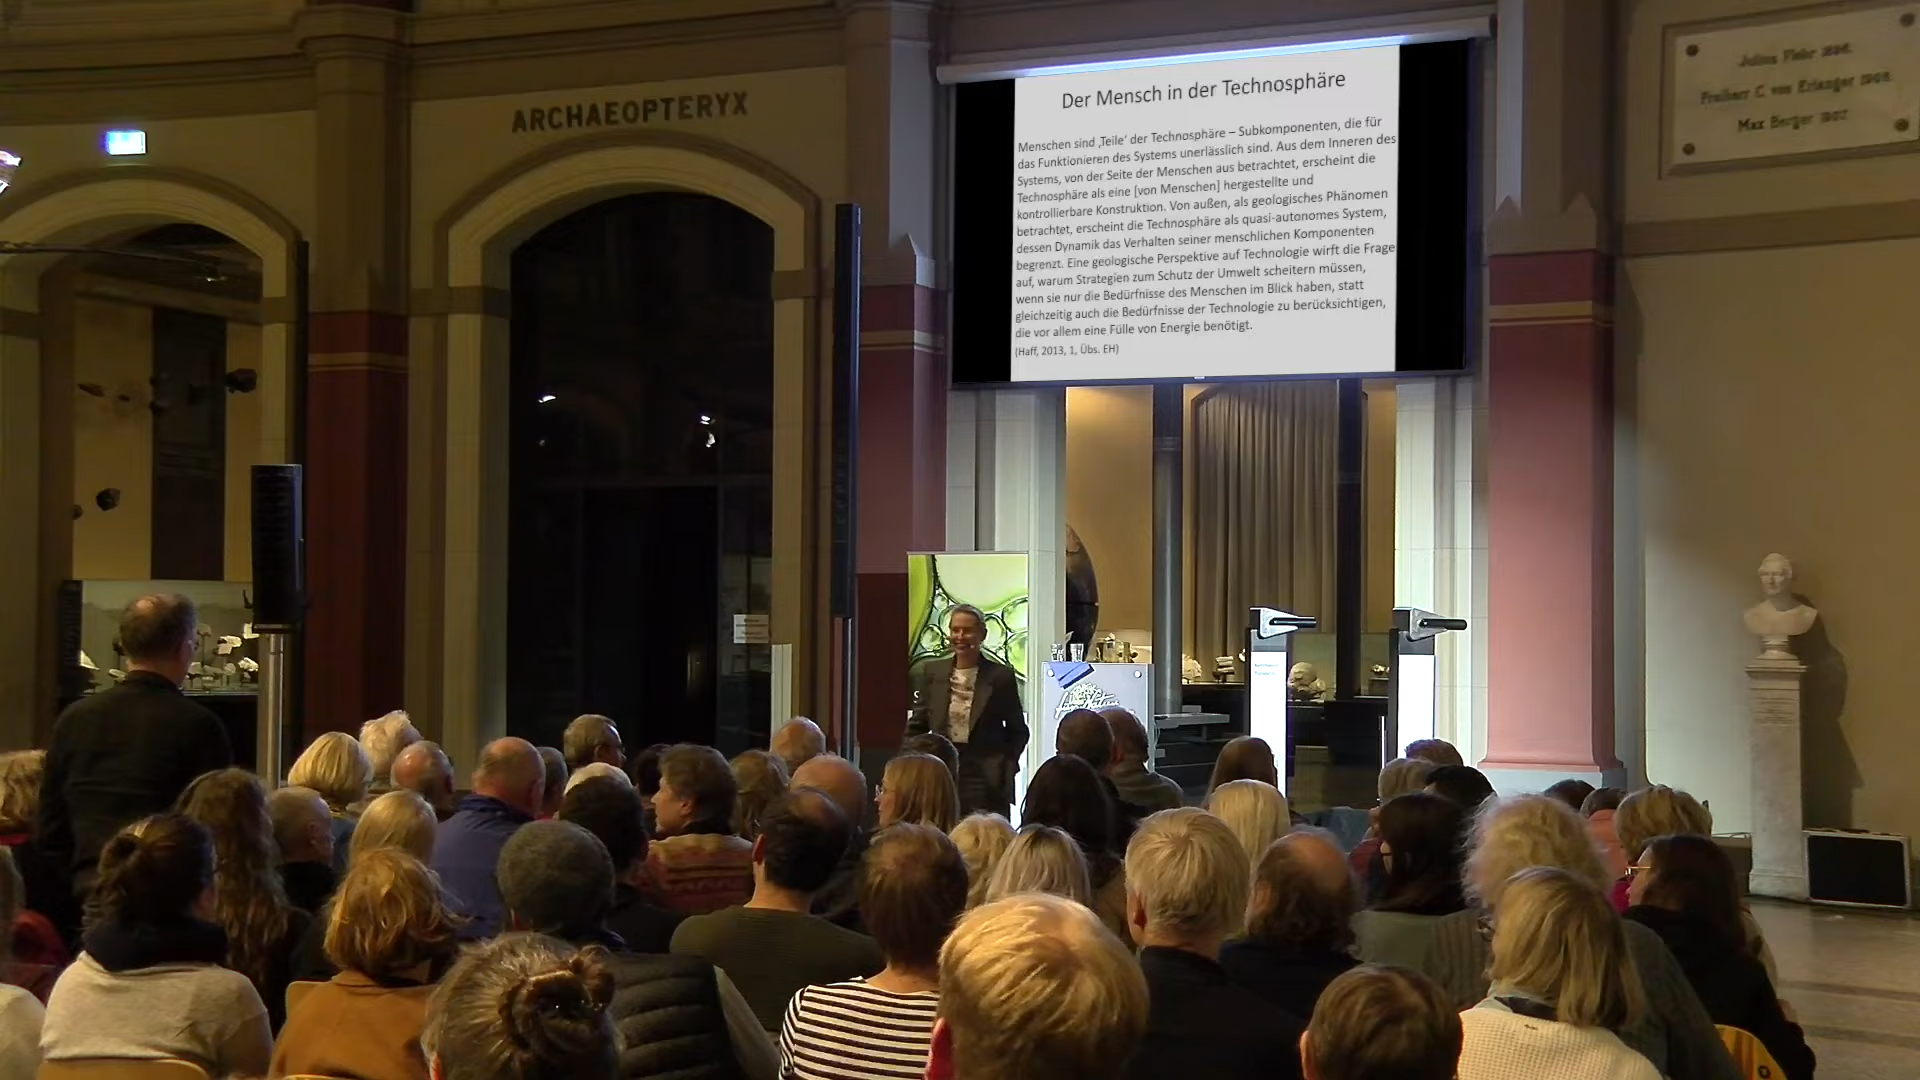 ARCHAEOPTERYX
Der Mensch in der Technosphäre
Menschen sind ‚Teile‘ der Technosphäre – Subkomponenten, die für
das Funktionieren des Systems unerlässlich sind. Aus dem Inneren des
Systems, von der Seite der Menschen aus betrachtet, erscheint die
Technosphäre als eine [von Menschen] hergestellte und
kontrollierbare Konstruktion. Von außen, als geologisches Phänomen
betrachtet, erscheint die Technosphäre als quasi-autonomes System,
dessen Dynamik das Verhalten seiner menschlichen Komponenten
begrenzt. Eine geologische Perspektive auf Technologie wirft die Frage
auf, warum Strategien zum Schutz der Umwelt scheitern müssen,
wenn sie nur die Bedürfnisse des Menschen im Blick haben, statt
gleichzeitig auch die Bedürfnisse der Technologie zu berücksichtigen,
die vor allem eine Fülle von Energie benötigt.
(Haff, 2013, 1, Übs. EH)
Freiherr C. von Erlanger
Max Berger
für Natur